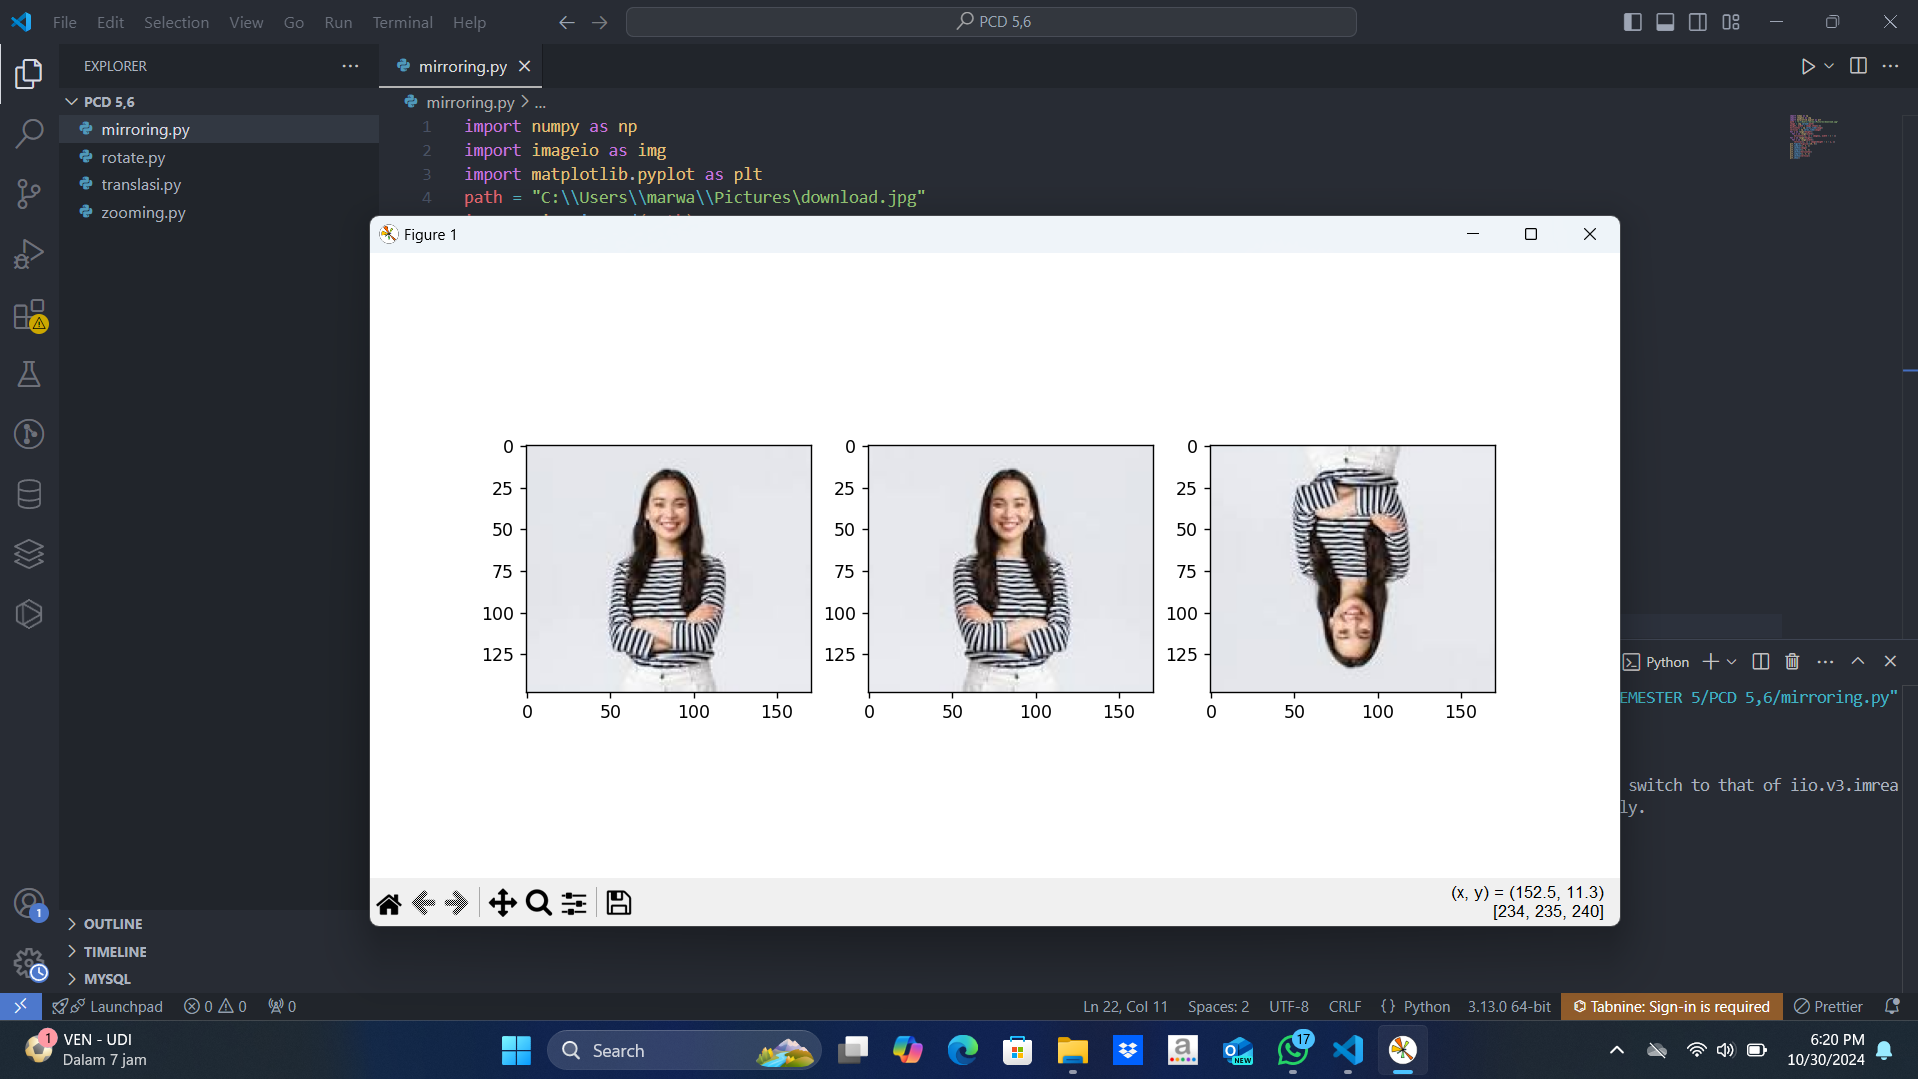 File Edit Selection View Go Run Terminal Help
PCD 5,6
EXPLORER
mirroring.py
PCD 5,6
mirroring.py
rotate.py
translasi.py
zooming.py
mirroring.py > ...
1 import numpy as np
2 import imageio as img
3 import matplotlib.pyplot as plt
4 path = "C:\\Users\\marwa\\Pictures\download.jpg"
Figure 1
0 25 50 75 100 125
0 50 100 150
0 25 50 75 100 125
0 50 100 150
0 25 50 75 100 125
0 50 100 150
(x, y) = (152.5, 11.3)
[234, 235, 240]
Python
EMESTER 5/PCD 5,6/mirroring.py"
switch to that of iio.v3.imrea
ly.
1
OUTLINE
TIMELINE
MYSQL
Launchpad 0 0 0
Ln 22, Col 11 Spaces: 2 UTF-8 CRLF {} Python 3.13.0 64-bit Tabnine: Sign-in is required Prettier
1
VEN - UDI
Dalam 7 jam
Search
a
NEW
17
6:20 PM
10/30/2024